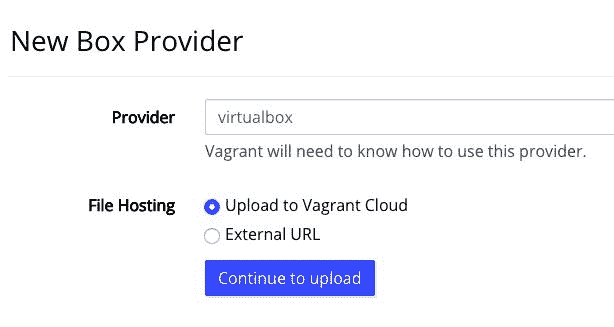 New Box Provider
Provider
virtualbox
Vagrant will need to know how to use this provider.
File Hosting
Upload to Vagrant Cloud
External URL
Continue to upload